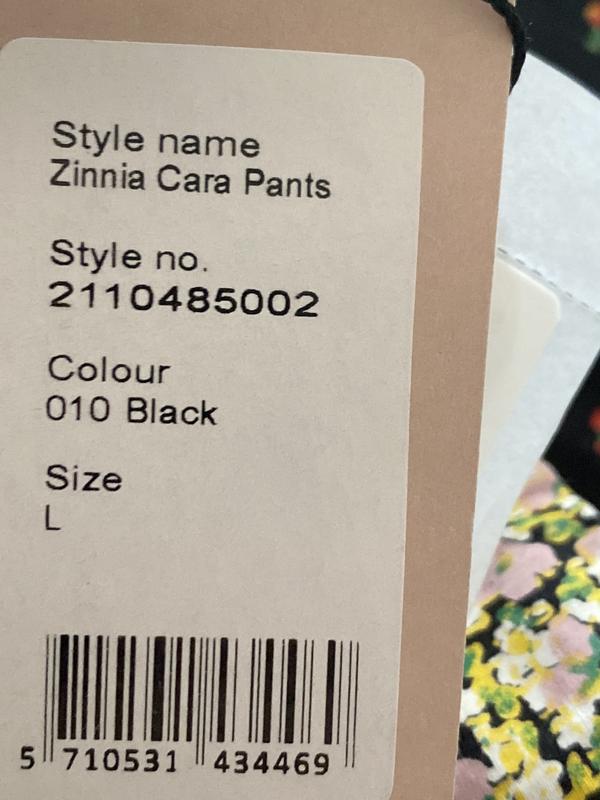 Style name
Zinnia Cara Pants
Style no.
2110485002
Colour
010 Black
Size
L
5 710531 434469